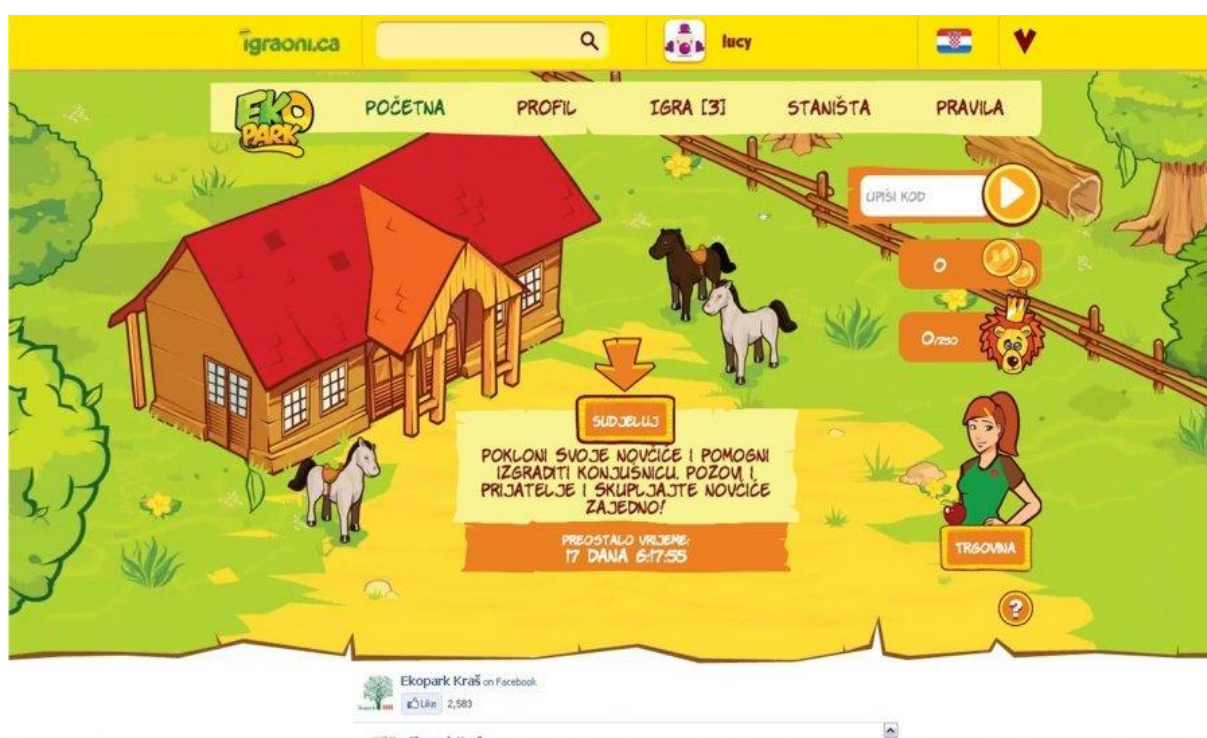 igraoni.ca
lucy
EKO
PARK
POČETNA
PROFIL
IGRA [3]
STANIŠTA
PRAVILA
UPIŠI KOD
0
0/250
SUDJELUJ
POKLONI SVOJE NOVČIĆE I POMOGNI
IZGRADITI KONJUŠNICU. POZOVI I
PRIJATELJE I SKUPLJAJTE NOVČIĆE
ZAJEDNO!
PREOSTALO VRIJEME:
17 DANA 6:17:55
TRGOVINA
?
Ekopark Kraš on Facebook
Like 2,583